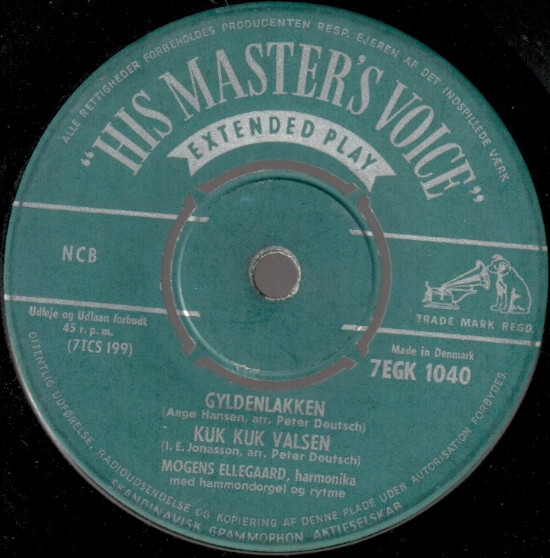 ALLE RETTIGHEDER FORBEHOLDES PRODUCENTEN RESP. EJEREN AF DET INDSPILLEDE VÆRK
"HIS MASTER'S VOICE"
EXTENDED PLAY
NCB
TRADE MARK REGD.
Udleje og Udlaan forbudt
45 r.p.m.
(7TCS 199)
Made in Denmark
7EGK 1040
GYLDENLAKKEN
(Aage Hansen, arr. Peter Deutsch)
KUK KUK VALSEN
(I. E. Jonasson, arr. Peter Deutsch)
MOGENS ELLEGAARD, harmonika
med hammondorgel og rytme
OFFENTLIG UDFØRELSE, RADIOUDSENDELSE OG KOPIERING AF DENNE PLADE UDEN AUTORISATION FORBYDES.
SKANDINAVISK GRAMMOPHON AKTIESELSKAB